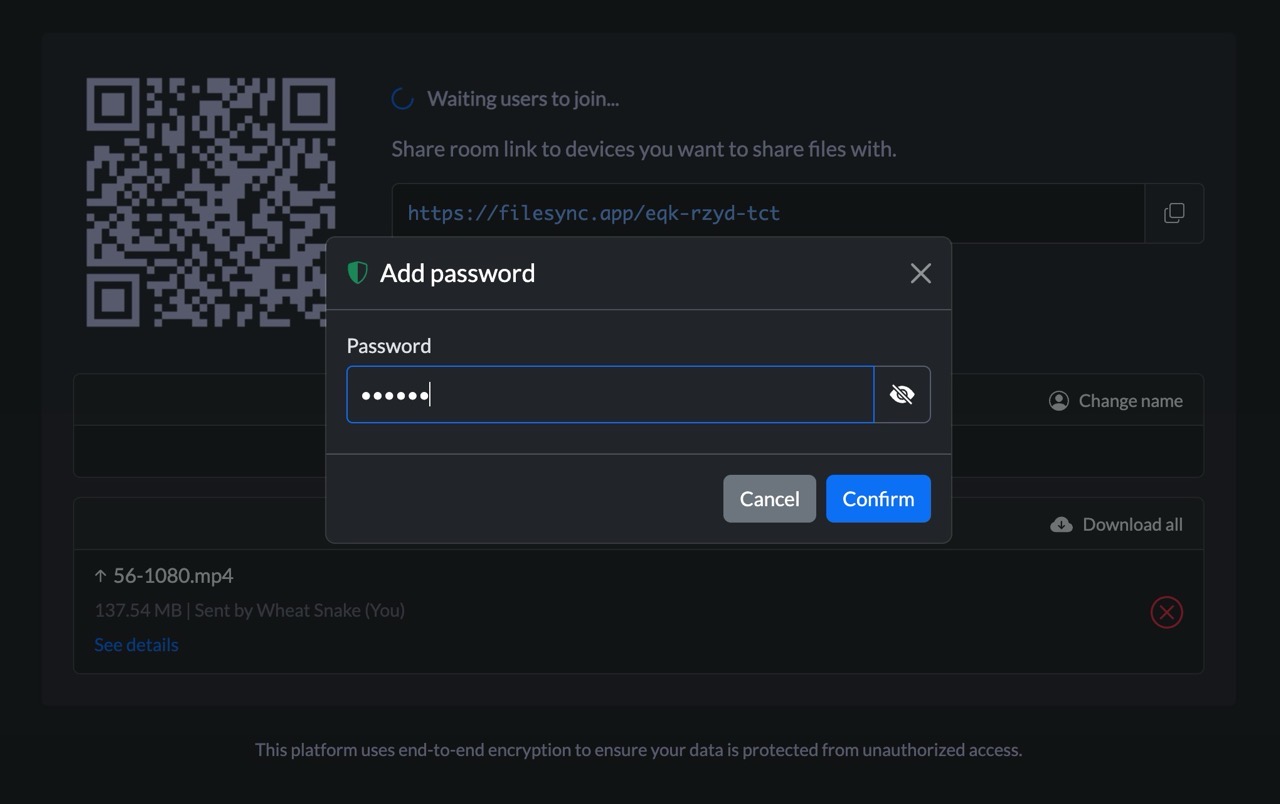 Waiting users to join...
Share room link to devices you want to share files with.
https://filesync.app/eqk-rzyd-tct
Add password
Password
••••••
Cancel
Confirm
Change name
Download all
↑ 56-1080.mp4
137.54 MB | Sent by Wheat Snake (You)
See details
This platform uses end-to-end encryption to ensure your data is protected from unauthorized access.